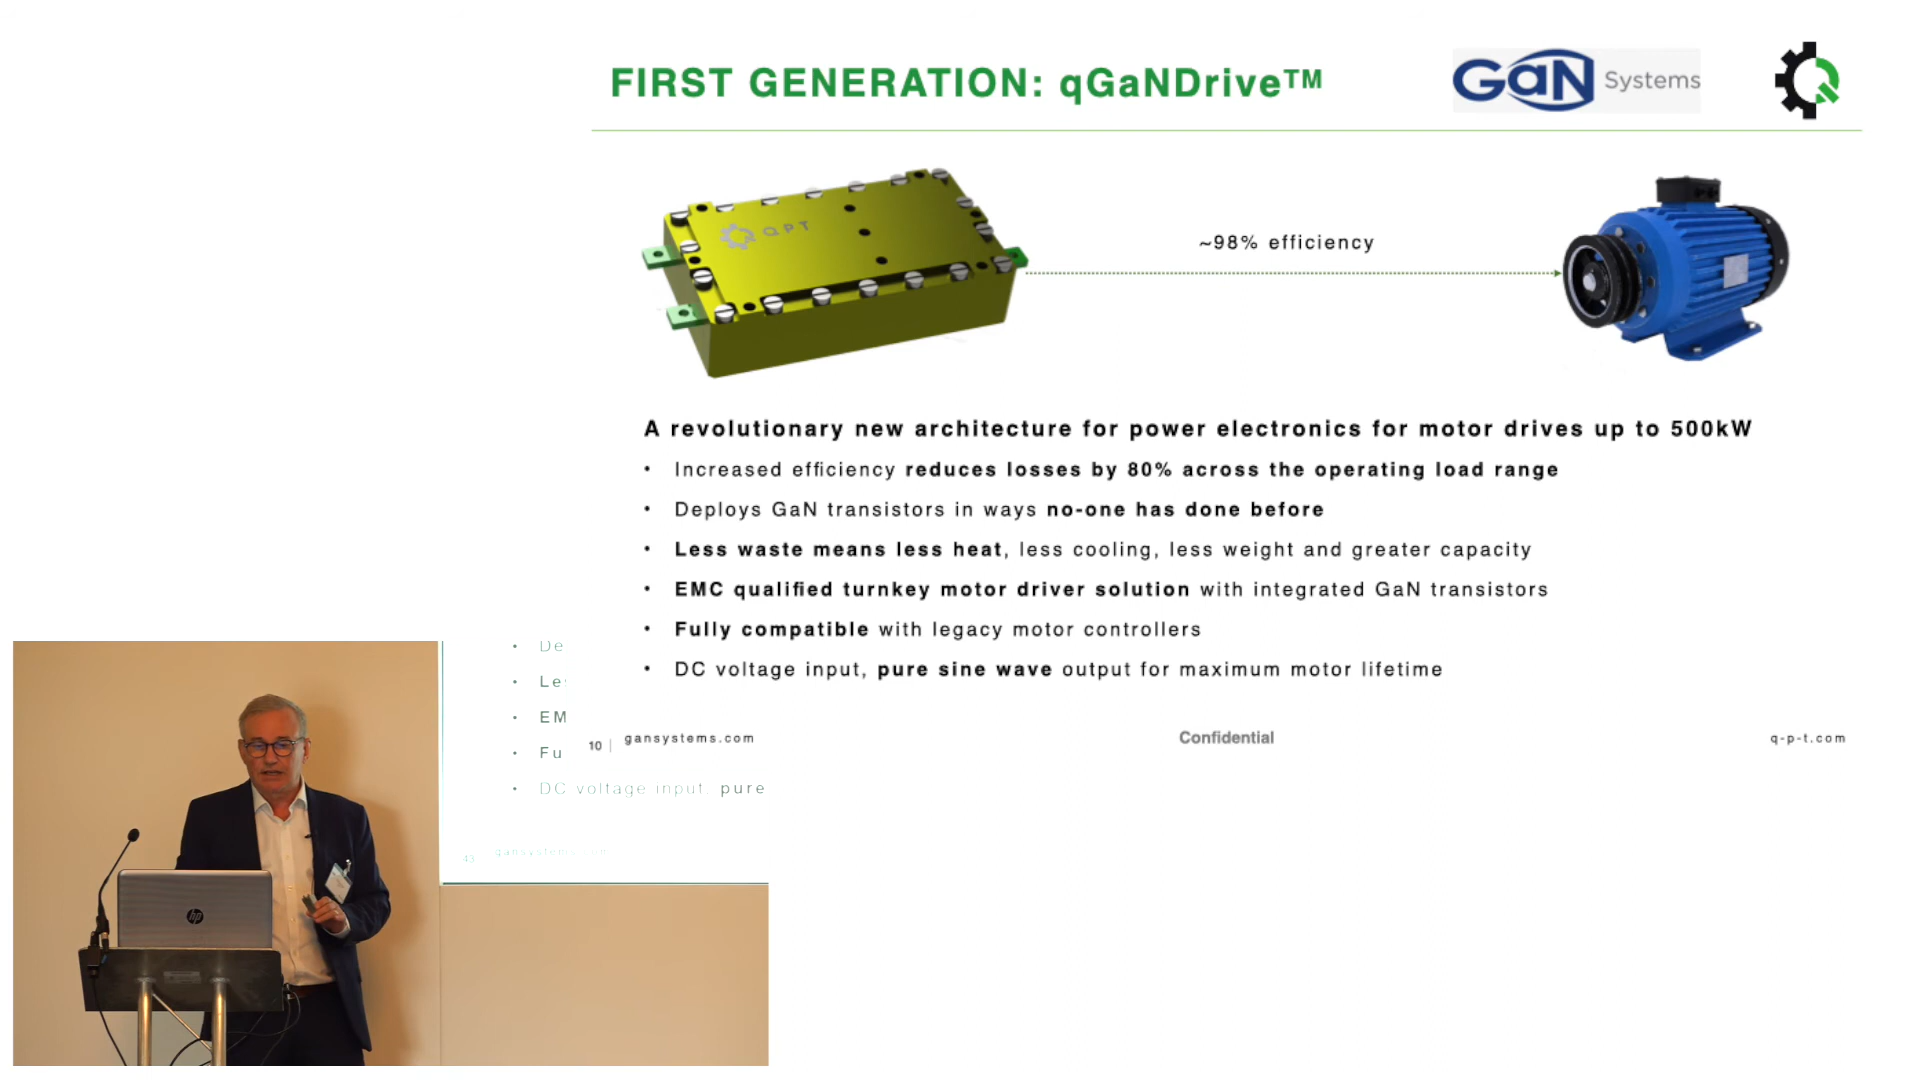 FIRST GENERATION: qGaNDrive™
GaN Systems
QPT
~98% efficiency
A revolutionary new architecture for power electronics for motor drives up to 500kW
• Increased efficiency reduces losses by 80% across the operating load range
• Deploys GaN transistors in ways no-one has done before
• Less waste means less heat, less cooling, less weight and greater capacity
• EMC qualified turnkey motor driver solution with integrated GaN transistors
• Fully compatible with legacy motor controllers
• DC voltage input, pure sine wave output for maximum motor lifetime
10 | gansystems.com
Confidential
q-p-t.com
• De
• Le
• EM
• Fu
• DC voltage input, pure
43 gansystems.com
hp